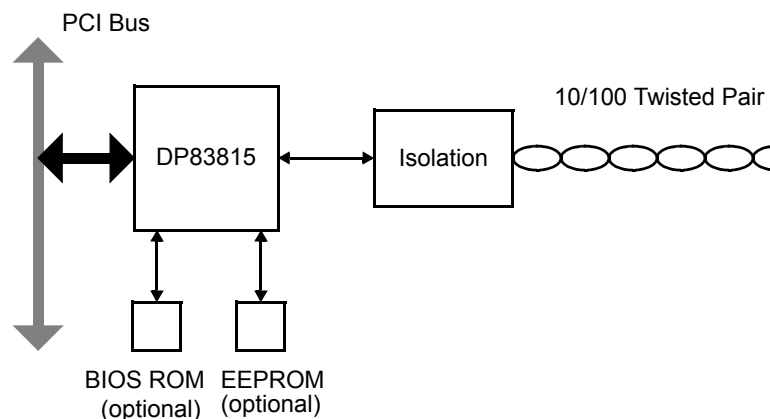 PCI Bus
10/100 Twisted Pair
DP83815
Isolation
BIOS ROM
(optional)
EEPROM
(optional)